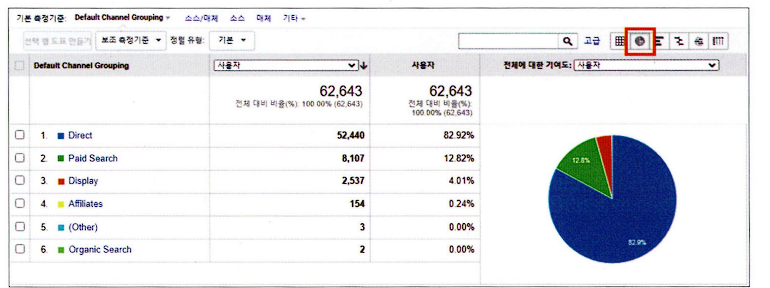 기본 측정기준: Default Channel Grouping 소스/매체 소스 매체 기타
선택 행 도표 만들기 보조 측정기준 정렬 유형: 기본 고급
Default Channel Grouping 사용자 사용자 전체에 대한 기여도: 사용자
62,643 62,643
전체 대비 비율(%): 100.00% (62,643) 전체 대비 비율(%):
100.00% (62,643)
1. Direct 52,440 82.92%
2. Paid Search 8,107 12.82%
3. Display 2,537 4.01%
4. Affiliates 154 0.24%
5. (Other) 3 0.00%
6. Organic Search 2 0.00%
12.8%
82.9%